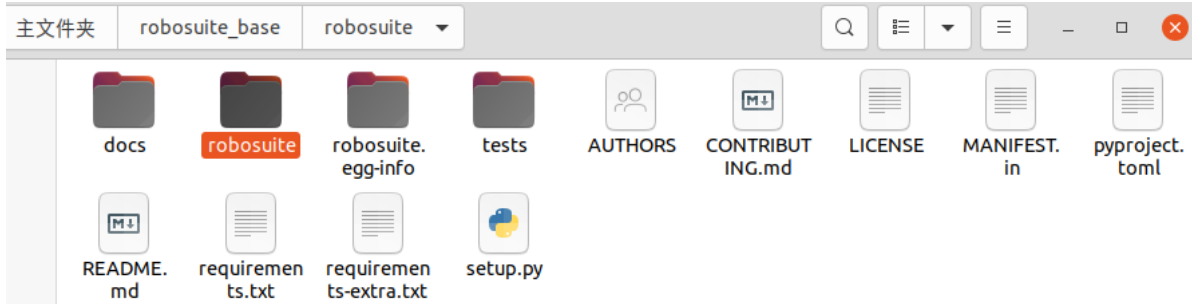 主文件夹 robosuite_base robosuite
docs robosuite robosuite. tests AUTHORS CONTRIBUT LICENSE MANIFEST. pyproject.
egg-info ING.md in toml
M↓ M↓
README. requiremen requiremen setup.py
md ts.txt ts-extra.txt